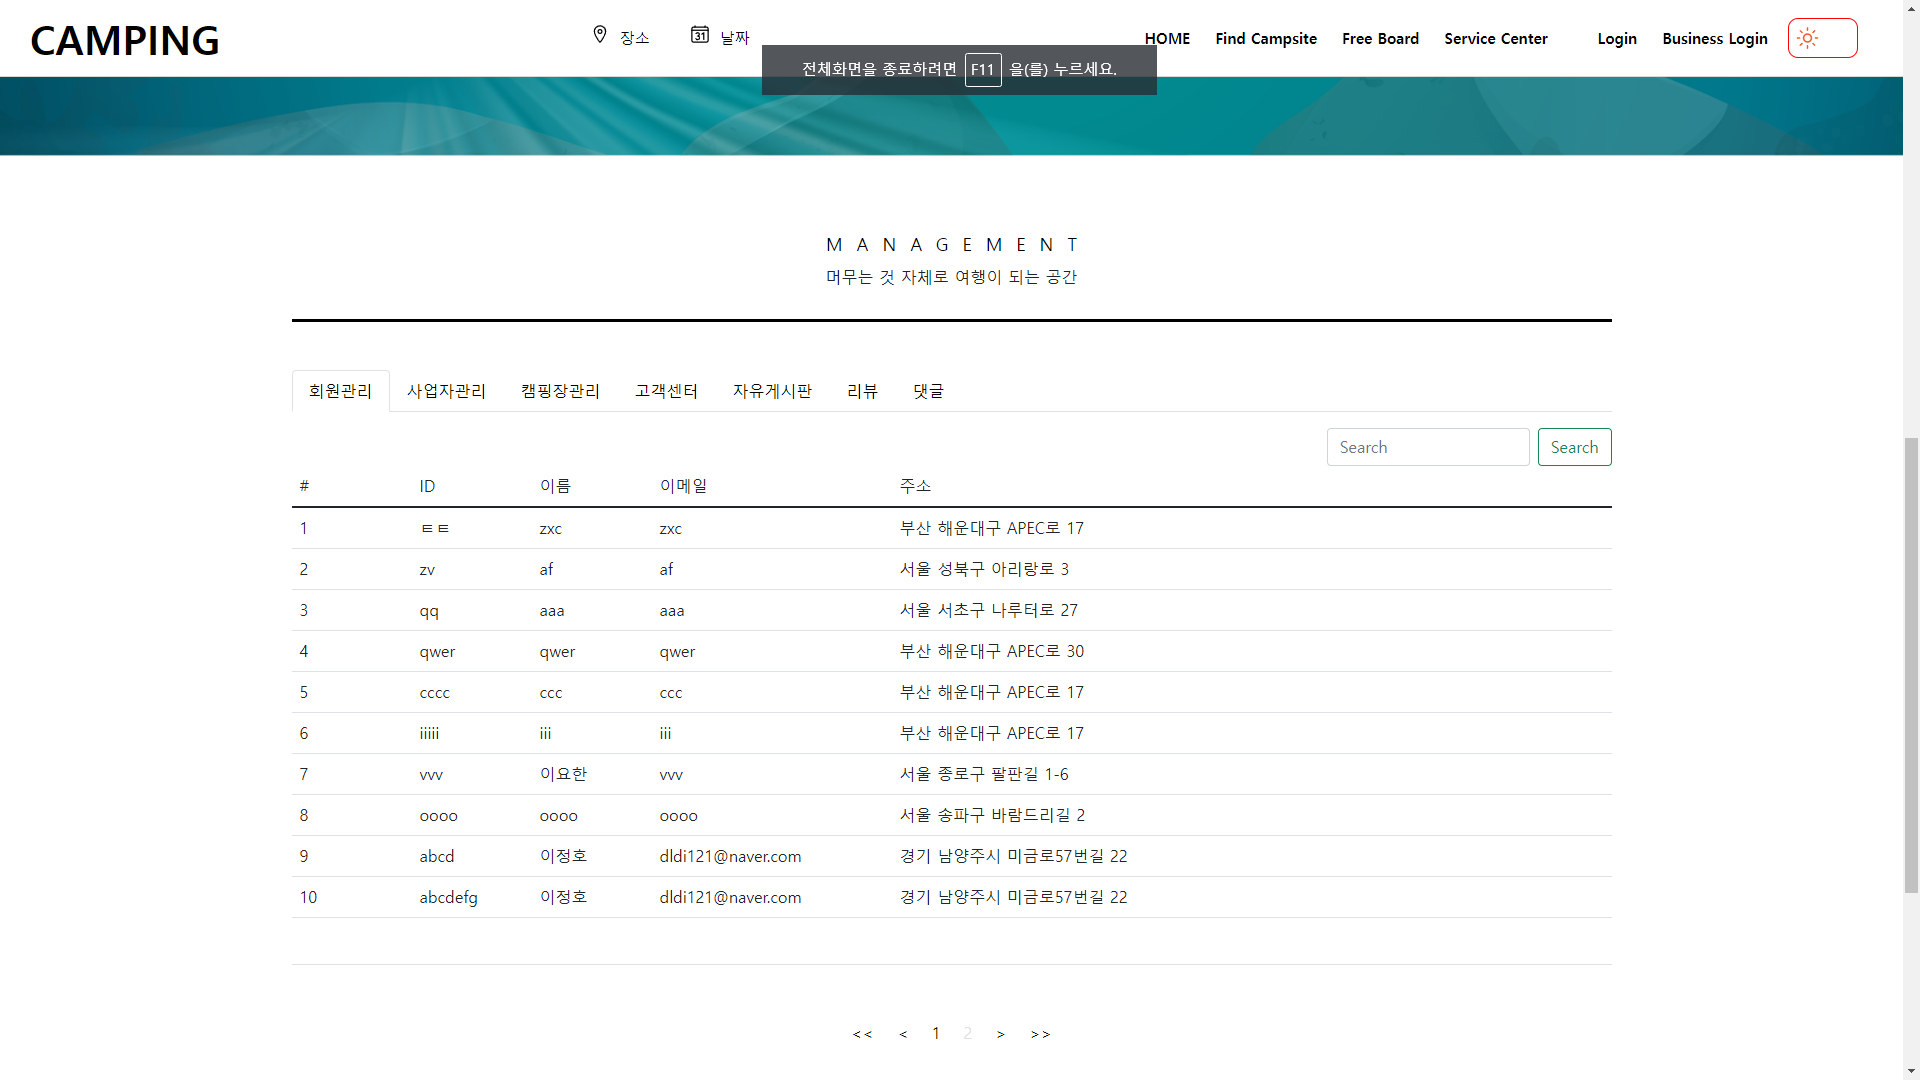 CAMPING
장소
날짜
HOME Find Campsite Free Board Service Center Login Business Login
전체화면을 종료하려면 F11 을(를) 누르세요.
MANAGEMENT
머무는 것 자체로 여행이 되는 공간
회원관리 사업자관리 캠핑장관리 고객센터 자유게시판 리뷰 댓글
Search Search
# ID 이름 이메일 주소
1 ㅌㅌ zxc zxc 부산 해운대구 APEC로 17
2 zv af af 서울 성북구 아리랑로 3
3 qq aaa aaa 서울 서초구 나루터로 27
4 qwer qwer qwer 부산 해운대구 APEC로 30
5 cccc ccc ccc 부산 해운대구 APEC로 17
6 iiiii iii iii 부산 해운대구 APEC로 17
7 vvv 이요한 vvv 서울 종로구 팔판길 1-6
8 oooo oooo oooo 서울 송파구 바람드리길 2
9 abcd 이정호 dldi121@naver.com 경기 남양주시 미금로57번길 22
10 abcdefg 이정호 dldi121@naver.com 경기 남양주시 미금로57번길 22
<< < 1 2 > >>